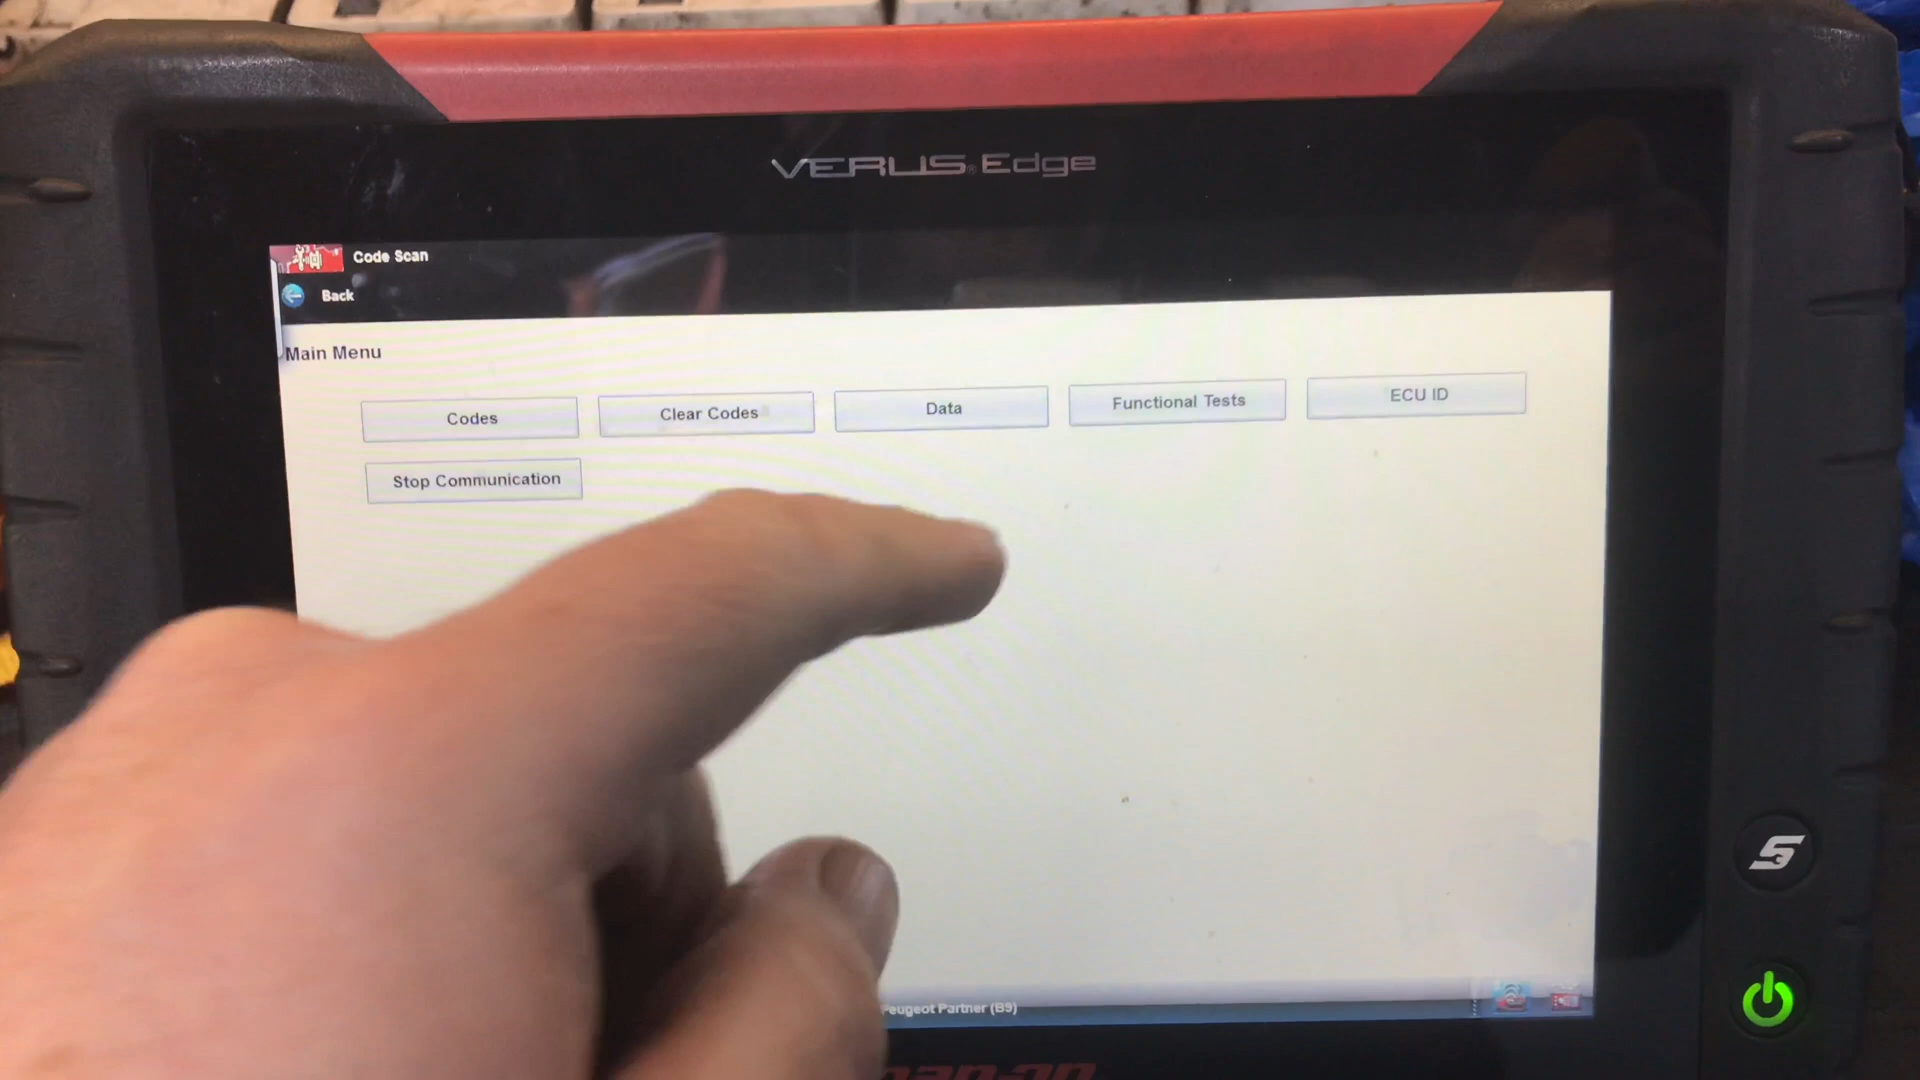 VERUS® Edge
Code Scan
Back
Main Menu
Codes
Clear Codes
Data
Functional Tests
ECU ID
Stop Communication
Peugeot Partner (B9)